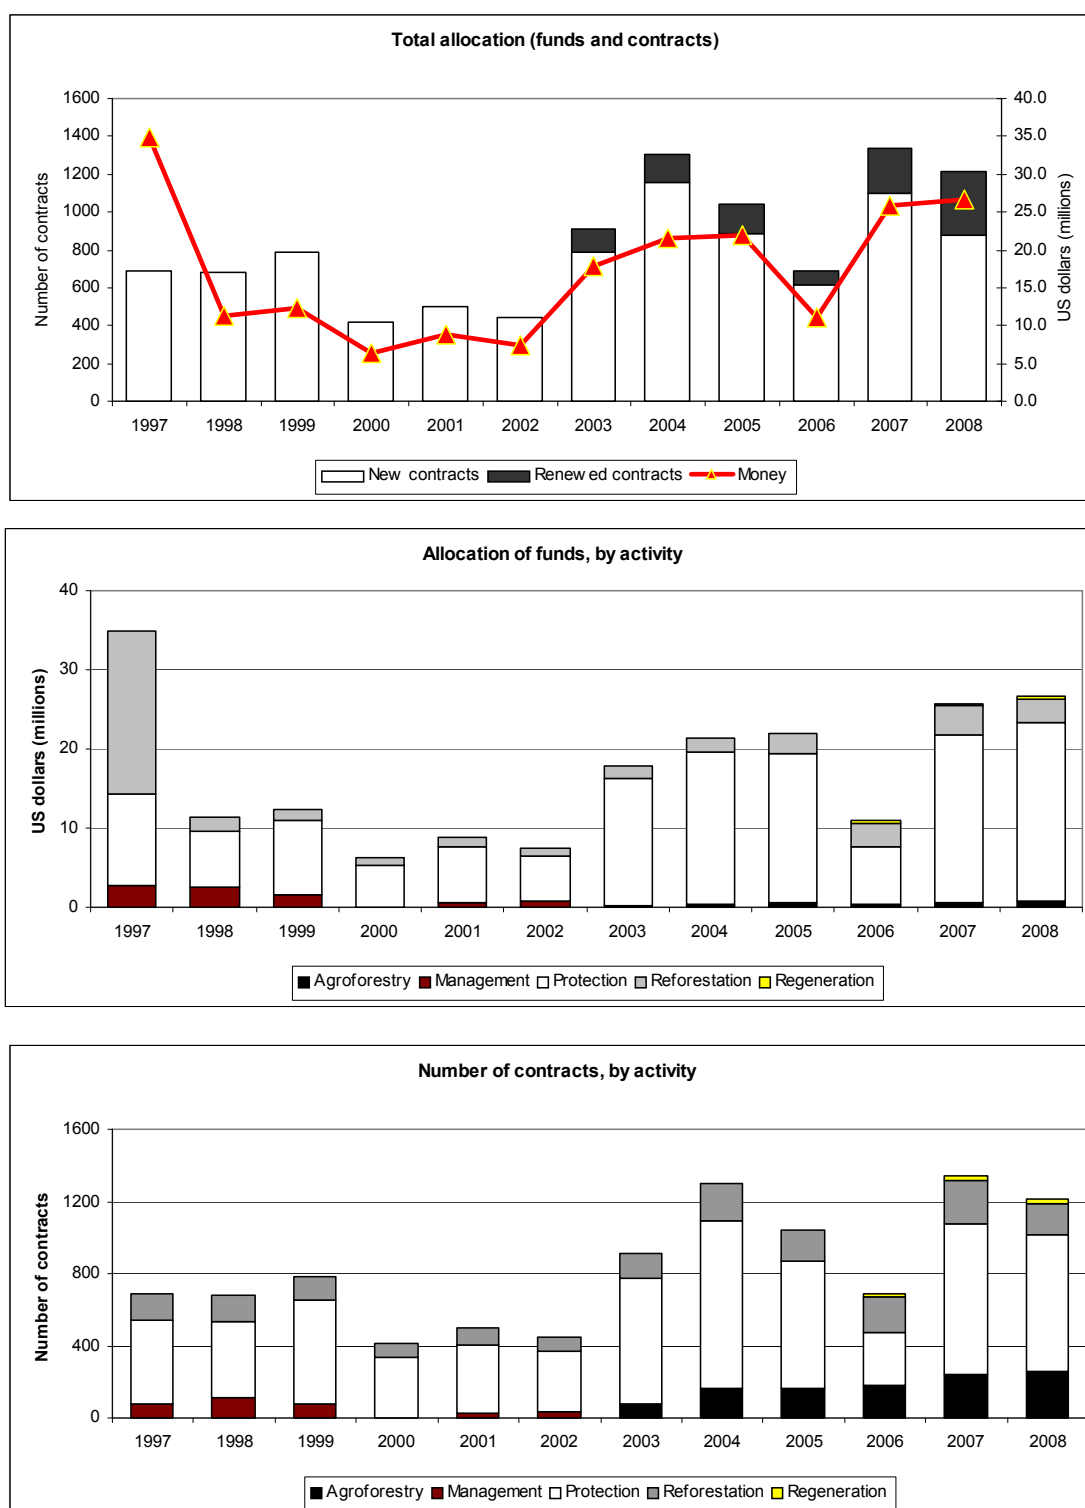 Total allocation (funds and contracts)
Number of contracts
US dollars (millions)
1600
1400
1200
1000
800
600
400
200
0
40.0
35.0
30.0
25.0
20.0
15.0
10.0
5.0
0.0
1997 1998 1999 2000 2001 2002 2003 2004 2005 2006 2007 2008
New contracts Renewed contracts Money
Allocation of funds, by activity
US dollars (millions)
40
30
20
10
0
1997 1998 1999 2000 2001 2002 2003 2004 2005 2006 2007 2008
Agroforestry Management Protection Reforestation Regeneration
Number of contracts, by activity
Number of contracts
1600
1200
800
400
0
1997 1998 1999 2000 2001 2002 2003 2004 2005 2006 2007 2008
Agroforestry Management Protection Reforestation Regeneration